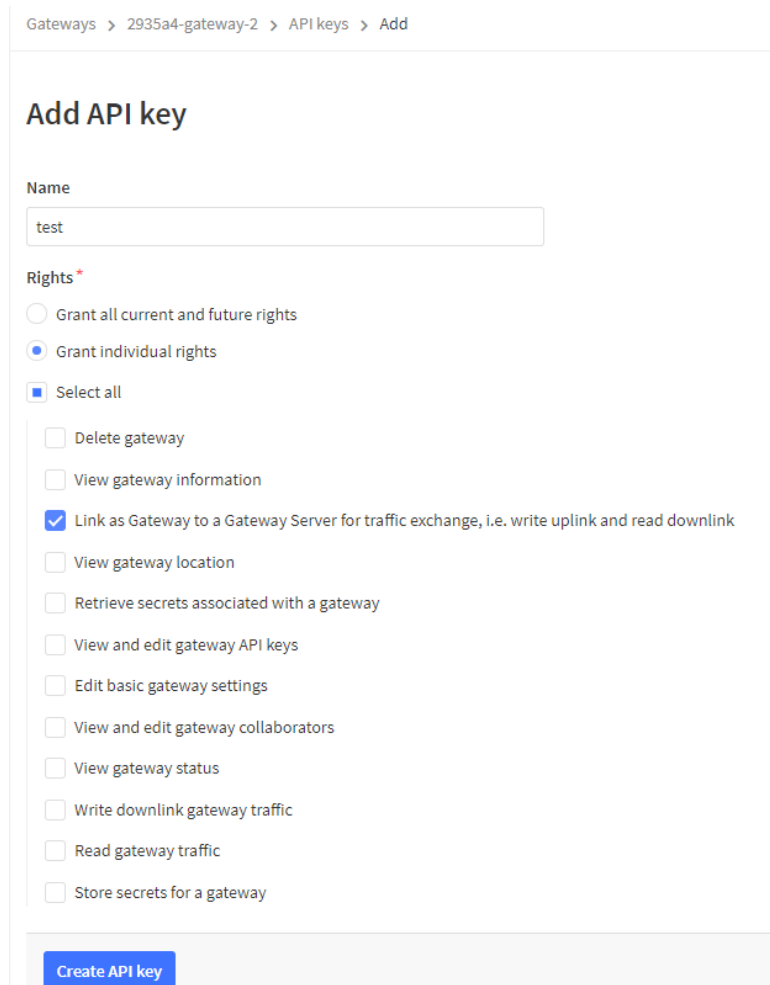 Gateways > 2935a4-gateway-2 > API keys > Add
Add API key
Name
test
Rights*
Grant all current and future rights
Grant individual rights
Select all
Delete gateway
View gateway information
Link as Gateway to a Gateway Server for traffic exchange, i.e. write uplink and read downlink
View gateway location
Retrieve secrets associated with a gateway
View and edit gateway API keys
Edit basic gateway settings
View and edit gateway collaborators
View gateway status
Write downlink gateway traffic
Read gateway traffic
Store secrets for a gateway
Create API key